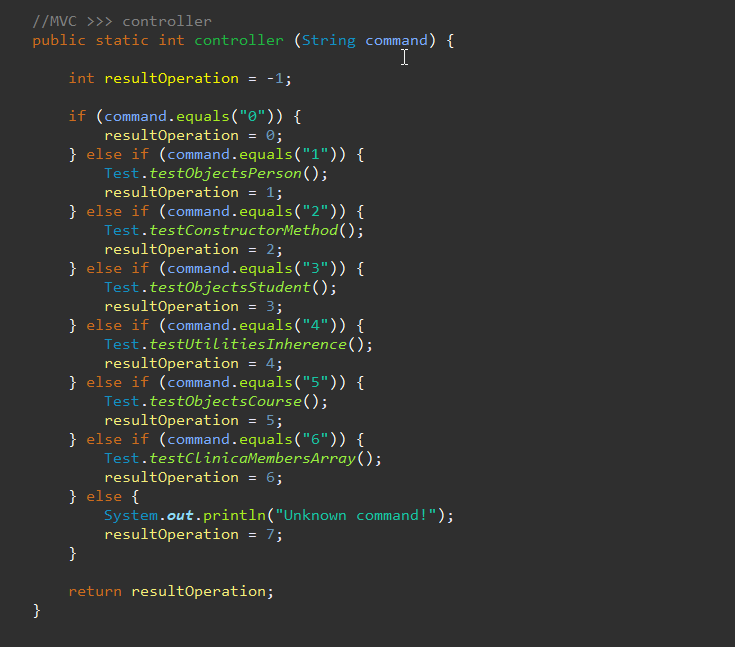 //MVC >>> controller
public static int controller (String command) {
int resultOperation = -1;
if (command.equals("0")) {
resultOperation = 0;
} else if (command.equals("1")) {
Test.testObjectsPerson();
resultOperation = 1;
} else if (command.equals("2")) {
Test.testConstructorMethod();
resultOperation = 2;
} else if (command.equals("3")) {
Test.testObjectsStudent();
resultOperation = 3;
} else if (command.equals("4")) {
Test.testUtilitiesInherence();
resultOperation = 4;
} else if (command.equals("5")) {
Test.testObjectsCourse();
resultOperation = 5;
} else if (command.equals("6")) {
Test.testClinicaMembersArray();
resultOperation = 6;
} else {
System.out.println("Unknown command!");
resultOperation = 7;
}
return resultOperation;
}